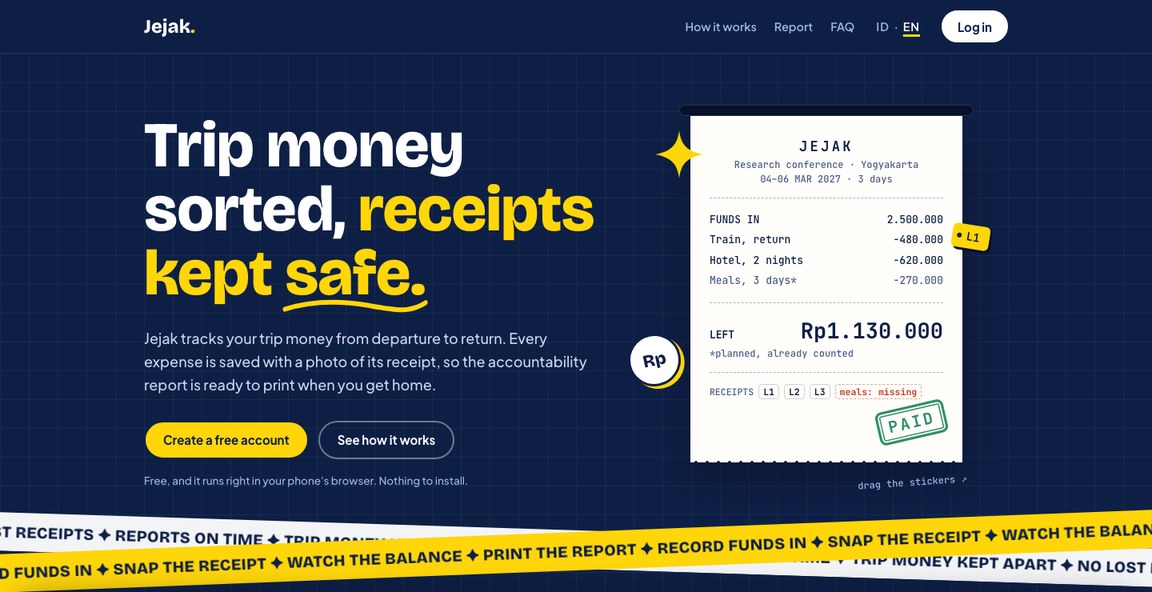 Jejak.
How it works Report FAQ ID · EN Log in
Trip money
sorted, receipts
kept safe.
Jejak tracks your trip money from departure to return. Every
expense is saved with a photo of its receipt, so the accountability
report is ready to print when you get home.
Create a free account See how it works
Free, and it runs right in your phone's browser. Nothing to install.
JEJAK
Research conference · Yogyakarta
04–06 MAR 2027 · 3 days
FUNDS IN 2.500.000
Train, return -480.000
Hotel, 2 nights -620.000
Meals, 3 days* -270.000
LEFT Rp1.130.000
*planned, already counted
RECEIPTS L1 L2 L3 meals: missing
PAID
L1
Rp
drag the stickers ↗
RECEIPTS ✦ REPORTS ON TIME ✦ TRIP MONEY KEPT APART ✦ NO LOST
FUNDS IN ✦ SNAP THE RECEIPT ✦ WATCH THE BALANCE ✦ PRINT THE REPORT ✦ RECORD FUNDS IN ✦ SNAP THE RECEIPT ✦ WATCH THE